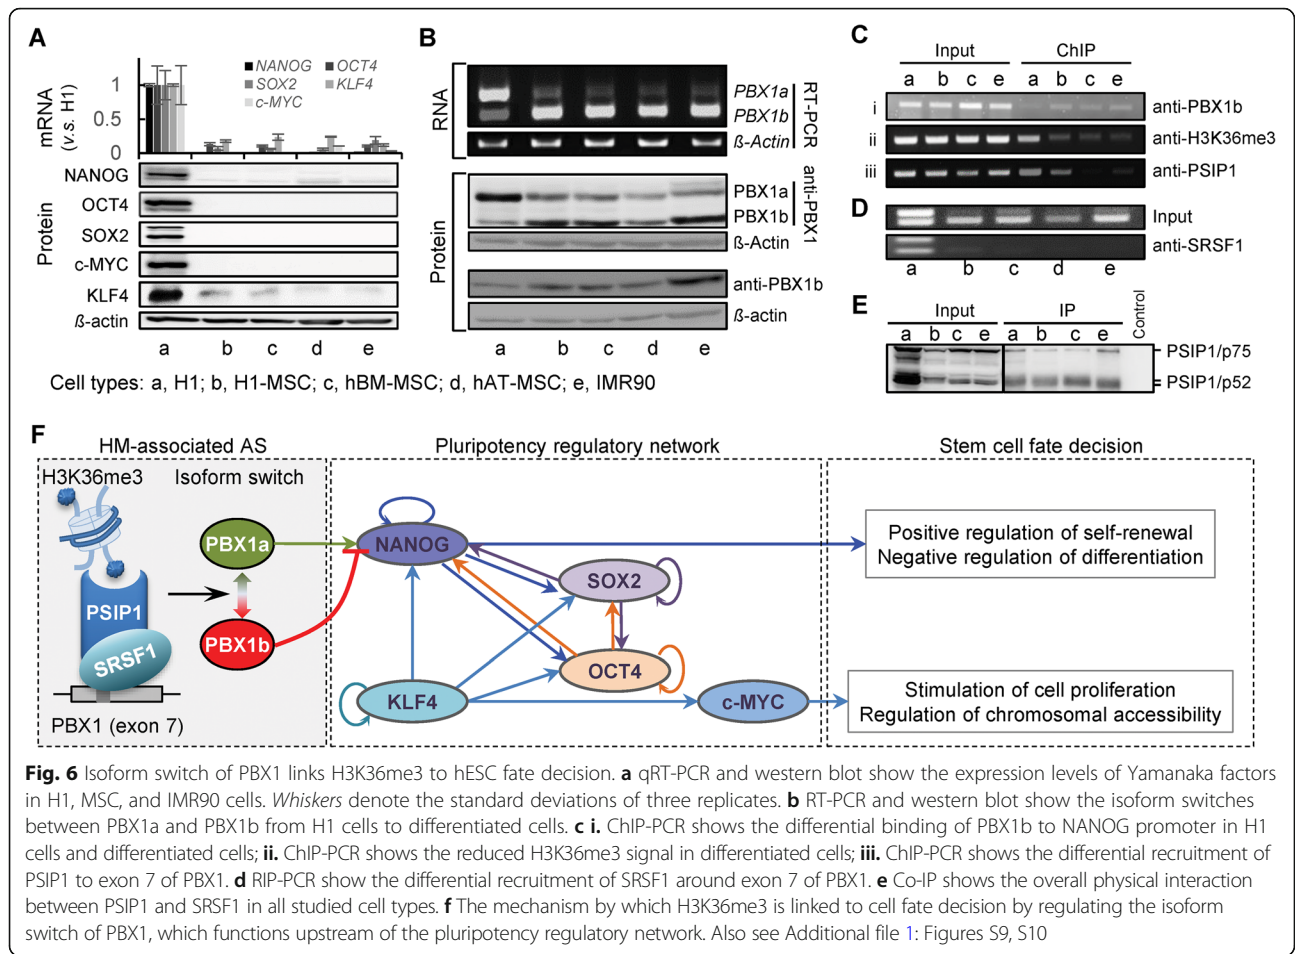 A
mRNA
(v.s. H1)
1
0.5
0
NANOG OCT4
SOX2 KLF4
c-MYC
Protein
NANOG
OCT4
SOX2
c-MYC
KLF4
ß-actin
a b c d e
B
RNA
PBX1a
PBX1b
ß-Actin
RT-PCR
Protein
PBX1a
PBX1b
anti-PBX1
ß-Actin
anti-PBX1b
ß-actin
a b c d e
Cell types: a, H1; b, H1-MSC; c, hBM-MSC; d, hAT-MSC; e, IMR90
C
Input ChIP
a b c e a b c e
i anti-PBX1b
ii anti-H3K36me3
iii anti-PSIP1
D
Input
anti-SRSF1
a b c d e
E
Input IP
Control
a b c e a b c e
PSIP1/p75
PSIP1/p52
F
HM-associated AS Pluripotency regulatory network Stem cell fate decision
H3K36me3 Isoform switch
PSIP1
SRSF1
PBX1 (exon 7)
PBX1a
PBX1b
NANOG
SOX2
OCT4
KLF4
c-MYC
Positive regulation of self-renewal
Negative regulation of differentiation
Stimulation of cell proliferation
Regulation of chromosomal accessibility
Fig. 6 Isoform switch of PBX1 links H3K36me3 to hESC fate decision. a qRT-PCR and western blot show the expression levels of Yamanaka factors
in H1, MSC, and IMR90 cells. Whiskers denote the standard deviations of three replicates. b RT-PCR and western blot show the isoform switches
between PBX1a and PBX1b from H1 cells to differentiated cells. c i. ChIP-PCR shows the differential binding of PBX1b to NANOG promoter in H1
cells and differentiated cells; ii. ChIP-PCR shows the reduced H3K36me3 signal in differentiated cells; iii. ChIP-PCR shows the differential recruitment of
PSIP1 to exon 7 of PBX1. d RIP-PCR show the differential recruitment of SRSF1 around exon 7 of PBX1. e Co-IP shows the overall physical interaction
between PSIP1 and SRSF1 in all studied cell types. f The mechanism by which H3K36me3 is linked to cell fate decision by regulating the isoform
switch of PBX1, which functions upstream of the pluripotency regulatory network. Also see Additional file 1: Figures S9, S10